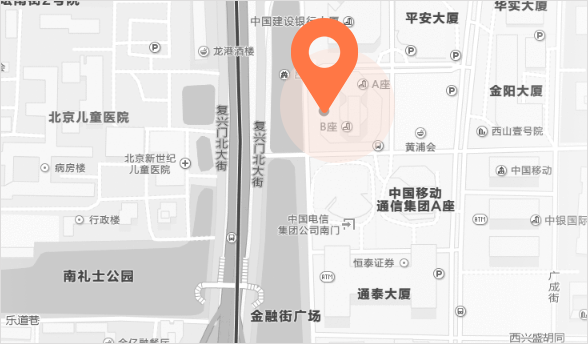 中国建设银行大厦
平安大厦
华实大厦
龙港酒楼
A座
金阳大厦
北京儿童医院
复兴门北大街
复兴门北大街
B座
西山壹号院
黄浦会
北京新世纪
儿童医院
病房楼
中国移动
中国移动
通信集团A座
行政楼
中国电信
集团公司南门
中银国际
恒泰证券
南礼士公园
通泰大厦
广成街
金融街广场
乐道巷
西兴盛胡同